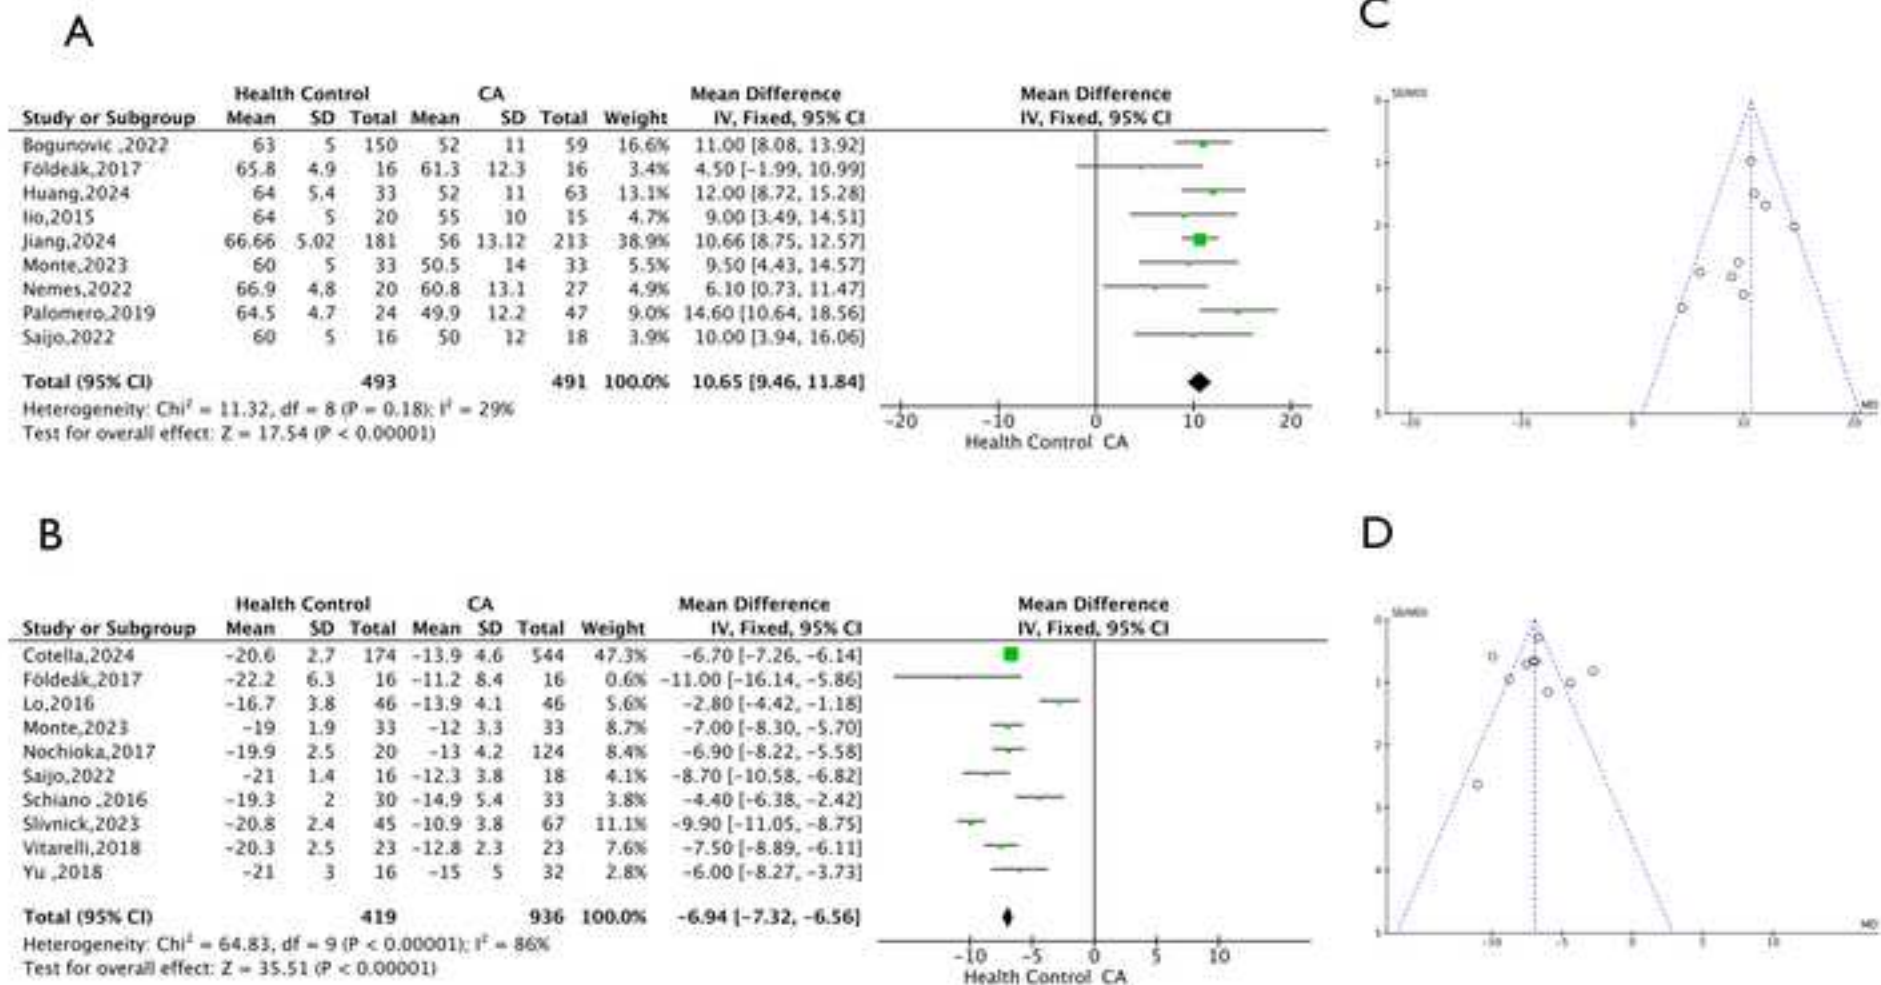 A
Health Control CA Mean Difference Mean Difference
Study or Subgroup Mean SD Total Mean SD Total Weight IV, Fixed, 95% CI IV, Fixed, 95% CI
Bogunovic ,2022 63 5 150 52 11 59 16.6% 11.00 [8.08, 13.92]
Földeák,2017 65.8 4.9 16 61.3 12.3 16 3.4% 4.50 [-1.99, 10.99]
Huang,2024 64 5.4 33 52 11 63 13.1% 12.00 [8.72, 15.28]
Iio,2015 64 5 20 55 10 15 4.7% 9.00 [3.49, 14.51]
Jiang,2024 66.66 5.02 181 56 13.12 213 38.9% 10.66 [8.75, 12.57]
Monte,2023 60 5 33 50.5 14 33 5.5% 9.50 [4.43, 14.57]
Nemes,2022 66.9 4.8 20 60.8 13.1 27 4.9% 6.10 [0.73, 11.47]
Palomero,2019 64.5 4.7 24 49.9 12.2 47 9.0% 14.60 [10.64, 18.56]
Saijo,2022 60 5 16 50 12 18 3.9% 10.00 [3.94, 16.06]
Total (95% CI) 493 491 100.0% 10.65 [9.46, 11.84]
Heterogeneity: Chi² = 11.32, df = 8 (P = 0.18); I² = 29%
Test for overall effect: Z = 17.54 (P < 0.00001)
-20 -10 0 10 20
Health Control CA
C
0
1
2
3
4
5
-20 -10 0 10 20
MD
B
Health Control CA Mean Difference Mean Difference
Study or Subgroup Mean SD Total Mean SD Total Weight IV, Fixed, 95% CI IV, Fixed, 95% CI
Cotella,2024 -20.6 2.7 174 -13.9 4.6 544 47.3% -6.70 [-7.26, -6.14]
Földeák,2017 -22.2 6.3 16 -11.2 8.4 16 0.6% -11.00 [-16.14, -5.86]
Lo,2016 -16.7 3.8 46 -13.9 4.1 46 5.6% -2.80 [-4.42, -1.18]
Monte,2023 -19 1.9 33 -12 3.3 33 8.7% -7.00 [-8.30, -5.70]
Nochioka,2017 -19.9 2.5 20 -13 4.2 124 8.4% -6.90 [-8.22, -5.58]
Saijo,2022 -21 1.4 16 -12.3 3.8 18 4.1% -8.70 [-10.58, -6.82]
Schiano ,2016 -19.3 2 30 -14.9 5.4 33 3.8% -4.40 [-6.38, -2.42]
Slivnick,2023 -20.8 2.4 45 -10.9 3.8 67 11.1% -9.90 [-11.05, -8.75]
Vitarelli,2018 -20.3 2.5 23 -12.8 2.3 23 7.6% -7.50 [-8.89, -6.11]
Yu ,2018 -21 3 16 -15 5 32 2.8% -6.00 [-8.27, -3.73]
Total (95% CI) 419 936 100.0% -6.94 [-7.32, -6.56]
Heterogeneity: Chi² = 64.83, df = 9 (P < 0.00001); I² = 86%
Test for overall effect: Z = 35.51 (P < 0.00001)
-10 -5 0 5 10
Health Control CA
D
0
1
2
3
4
5
-10 -5 0 5 10
MD